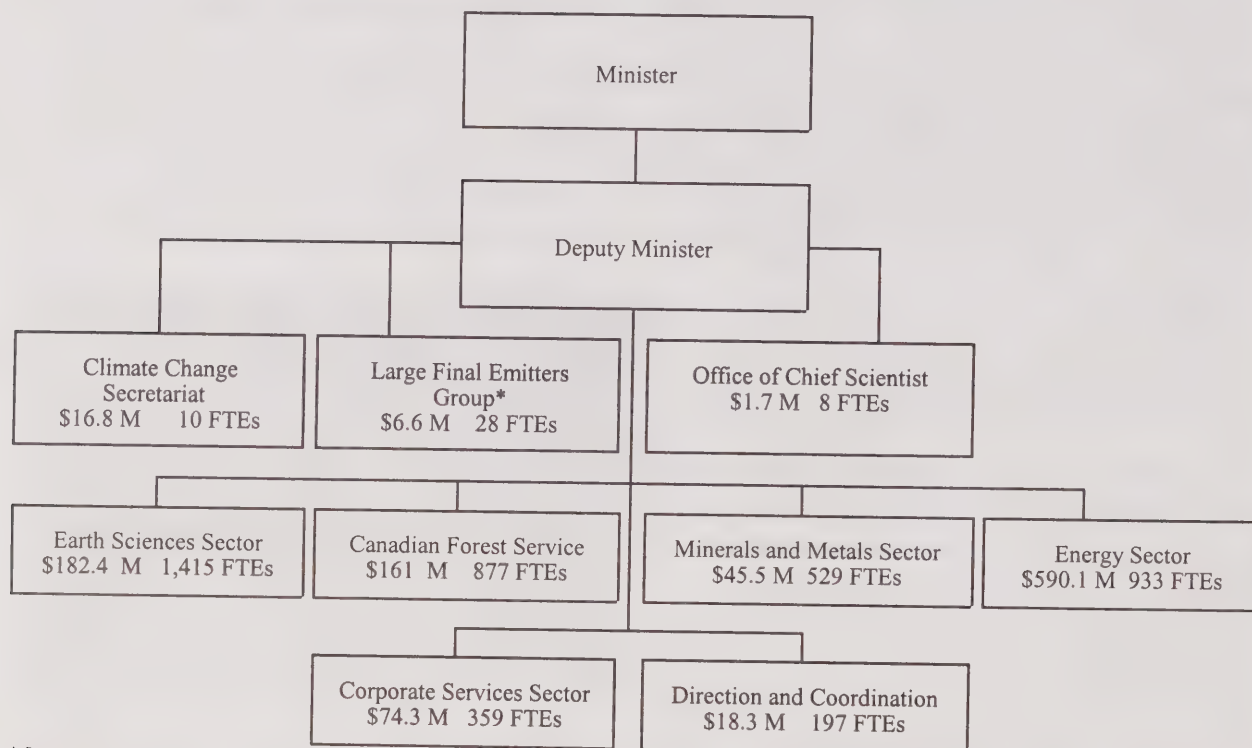 Minister
Deputy Minister
Climate Change
Secretariat
$16.8 M 10 FTEs
Large Final Emitters
Group*
$6.6 M 28 FTEs
Office of Chief Scientist
$1.7 M 8 FTEs
Earth Sciences Sector
$182.4 M 1,415 FTEs
Canadian Forest Service
$161 M 877 FTEs
Minerals and Metals Sector
$45.5 M 529 FTEs
Energy Sector
$590.1 M 933 FTEs
Corporate Services Sector
$74.3 M 359 FTEs
Direction and Coordination
$18.3 M 197 FTEs